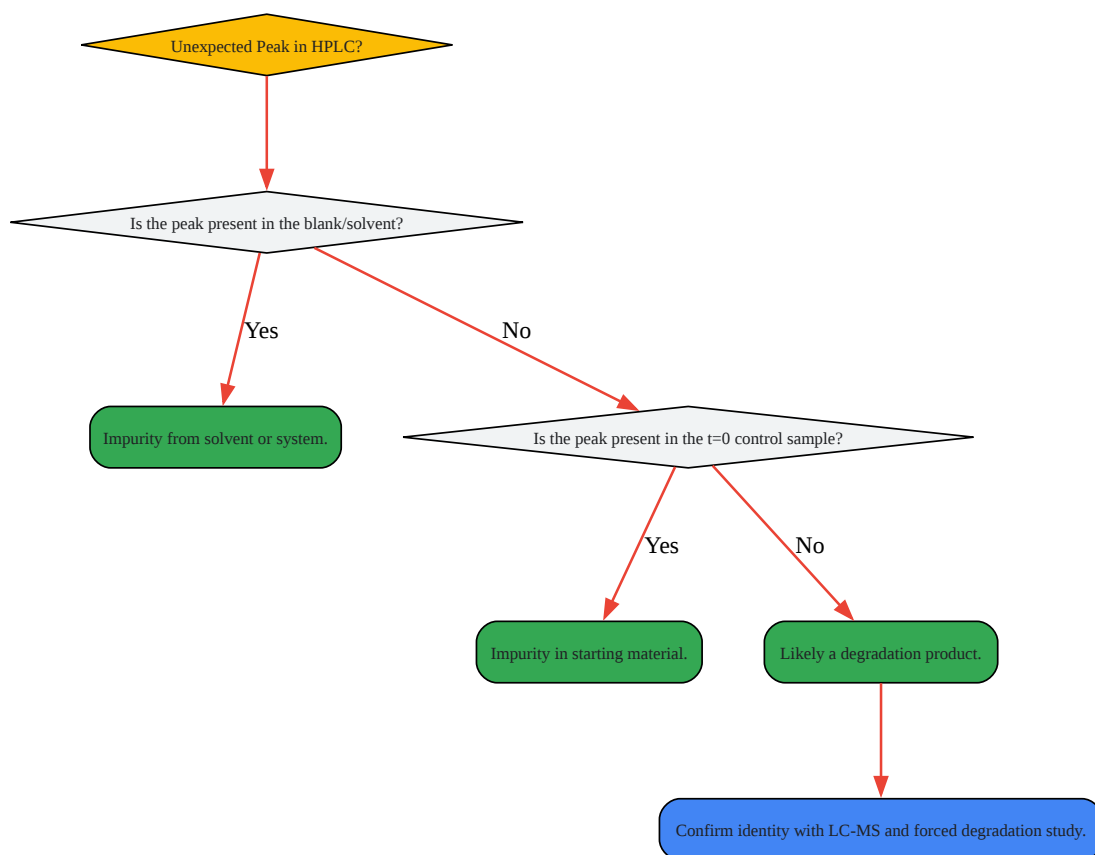 Unexpected Peak in HPLC?
Is the peak present in the blank/solvent?
Yes
No
Impurity from solvent or system.
Is the peak present in the t=0 control sample?
Yes
No
Impurity in starting material.
Likely a degradation product.
Confirm identity with LC-MS and forced degradation study.